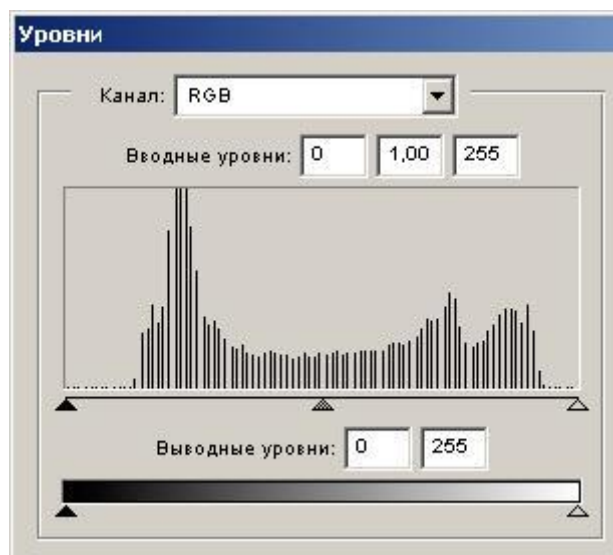 Уровни
Канал: RGB
Вводные уровни: 0 1,00 255
Выводные уровни: 0 255